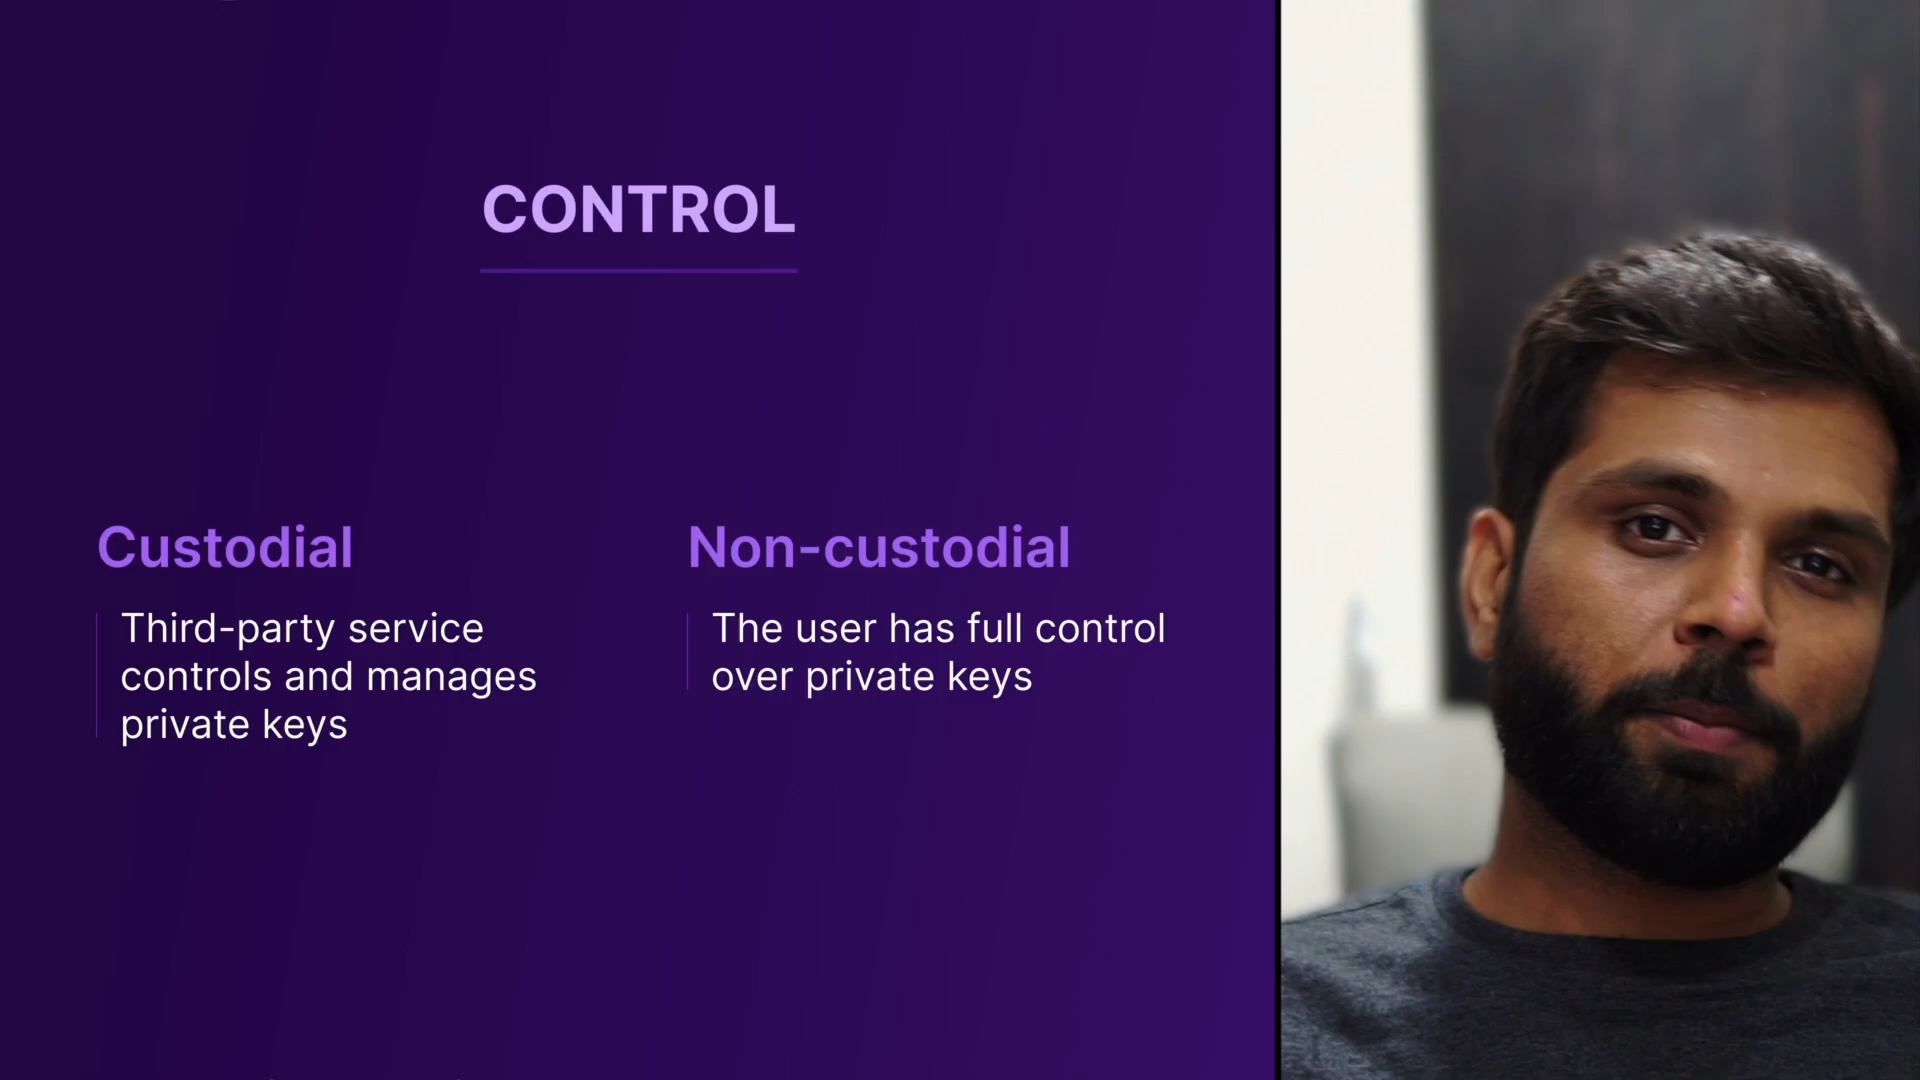 CONTROL
Custodial
Third-party service
controls and manages
private keys
Non-custodial
The user has full control
over private keys